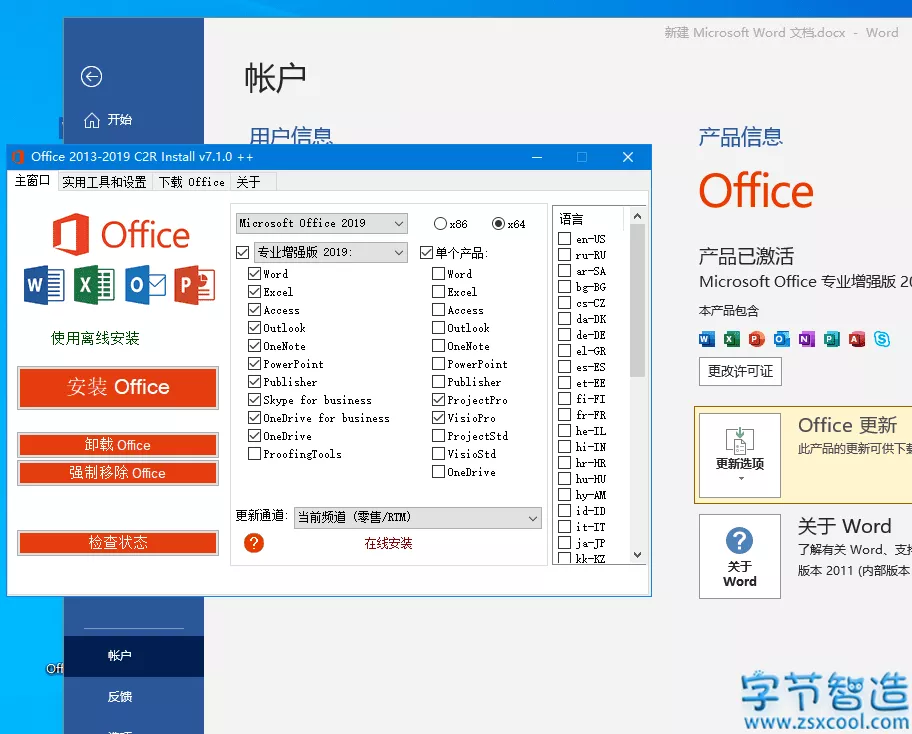 新建 Microsoft Word 文档.docx - Word
帐户
开始
用户信息
产品信息
Office
产品已激活
Microsoft Office 专业增强版 20
本产品包含
更改许可证
Office 更新
此产品的更新可供下载
更新选项
关于 Word
了解有关 Word、支持
版本 2011 (内部版本
关于
Word
Office 2013-2019 C2R Install v7.1.0 ++
主窗口 实用工具和设置 下载 Office 关于
Office
使用离线安装
安装 Office
卸载 Office
强制移除 Office
检查状态
Microsoft Office 2019
x86 x64
专业增强版 2019:
Word
Excel
Access
Outlook
OneNote
PowerPoint
Publisher
Skype for business
OneDrive for business
OneDrive
ProofingTools
单个产品:
Word
Excel
Access
Outlook
OneNote
PowerPoint
Publisher
ProjectPro
VisioPro
ProjectStd
VisioStd
OneDrive
更新通道: 当前频道 (零售/RTM)
在线安装
语言
en-US
ru-RU
ar-SA
bg-BG
cs-CZ
da-DK
de-DE
el-GR
es-ES
et-EE
fi-FI
fr-FR
he-IL
hi-IN
hr-HR
hu-HU
hy-AM
id-ID
it-IT
ja-JP
kk-KZ
Off
帐户
反馈
字节智造
www.zsxcool.com